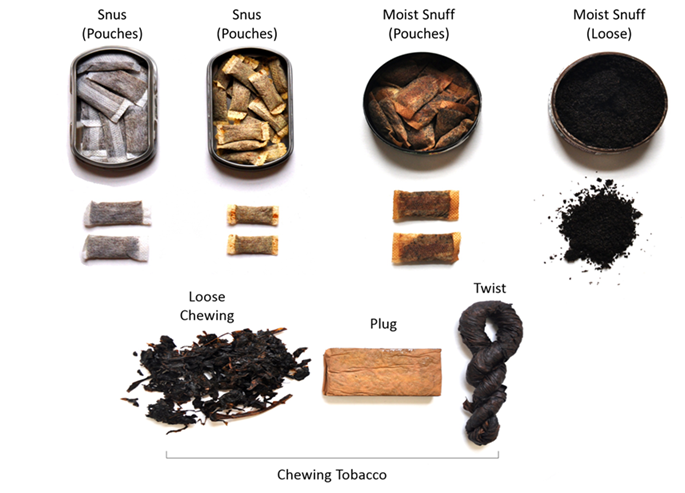 Snus
(Pouches)
Snus
(Pouches)
Moist Snuff
(Pouches)
Moist Snuff
(Loose)
Loose
Chewing
Plug
Twist
Chewing Tobacco